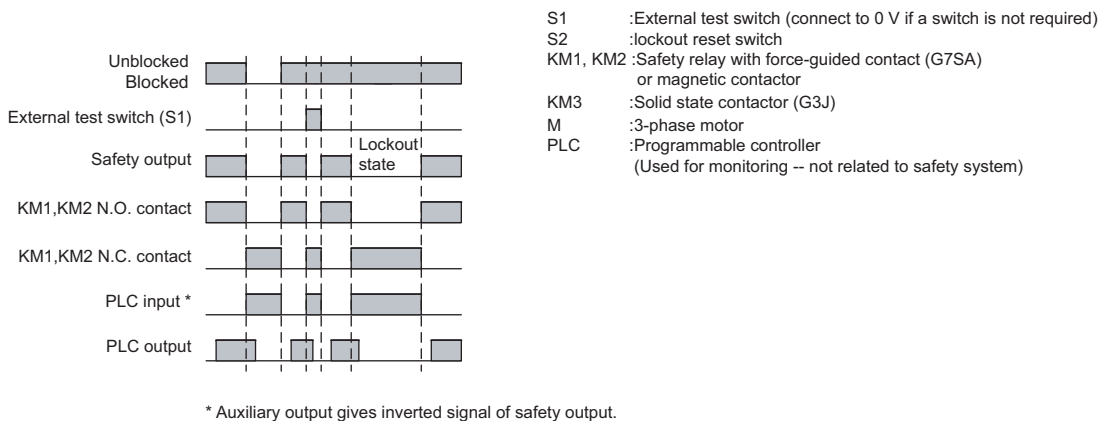 Unblocked
Blocked
External test switch (S1)
Safety output
Lockout
state
KM1,KM2 N.O. contact
KM1,KM2 N.C. contact
PLC input *
PLC output
* Auxiliary output gives inverted signal of safety output.
S1 :External test switch (connect to 0 V if a switch is not required)
S2 :lockout reset switch
KM1, KM2 :Safety relay with force-guided contact (G7SA)
or magnetic contactor
KM3 :Solid state contactor (G3J)
M :3-phase motor
PLC :Programmable controller
(Used for monitoring -- not related to safety system)